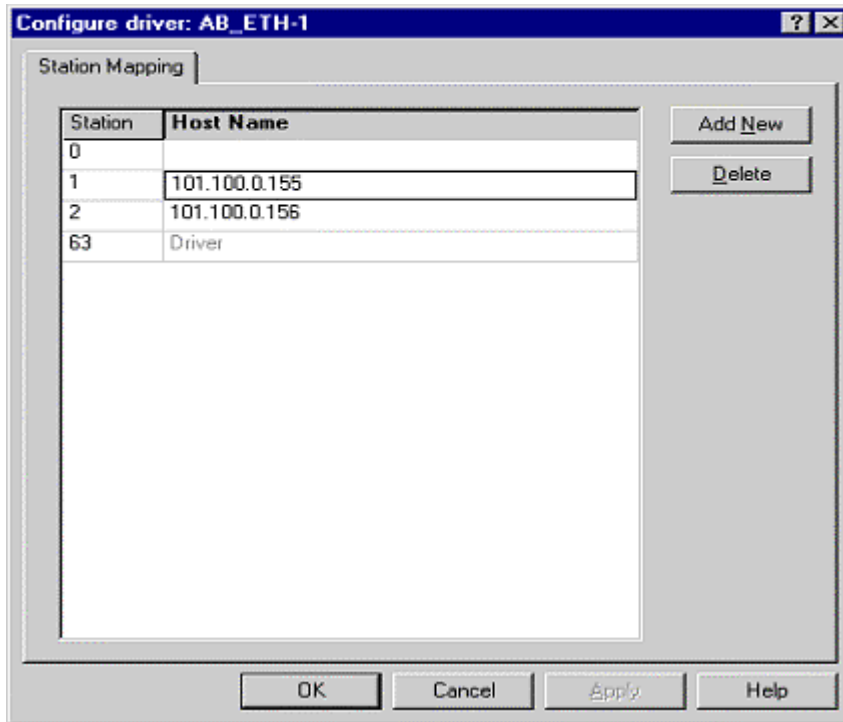 Configure driver: AB_ETH-1
Station Mapping
Station Host Name
0
1 101.100.0.155
2 101.100.0.156
63 Driver
Add New
Delete
OK Cancel Apply Help